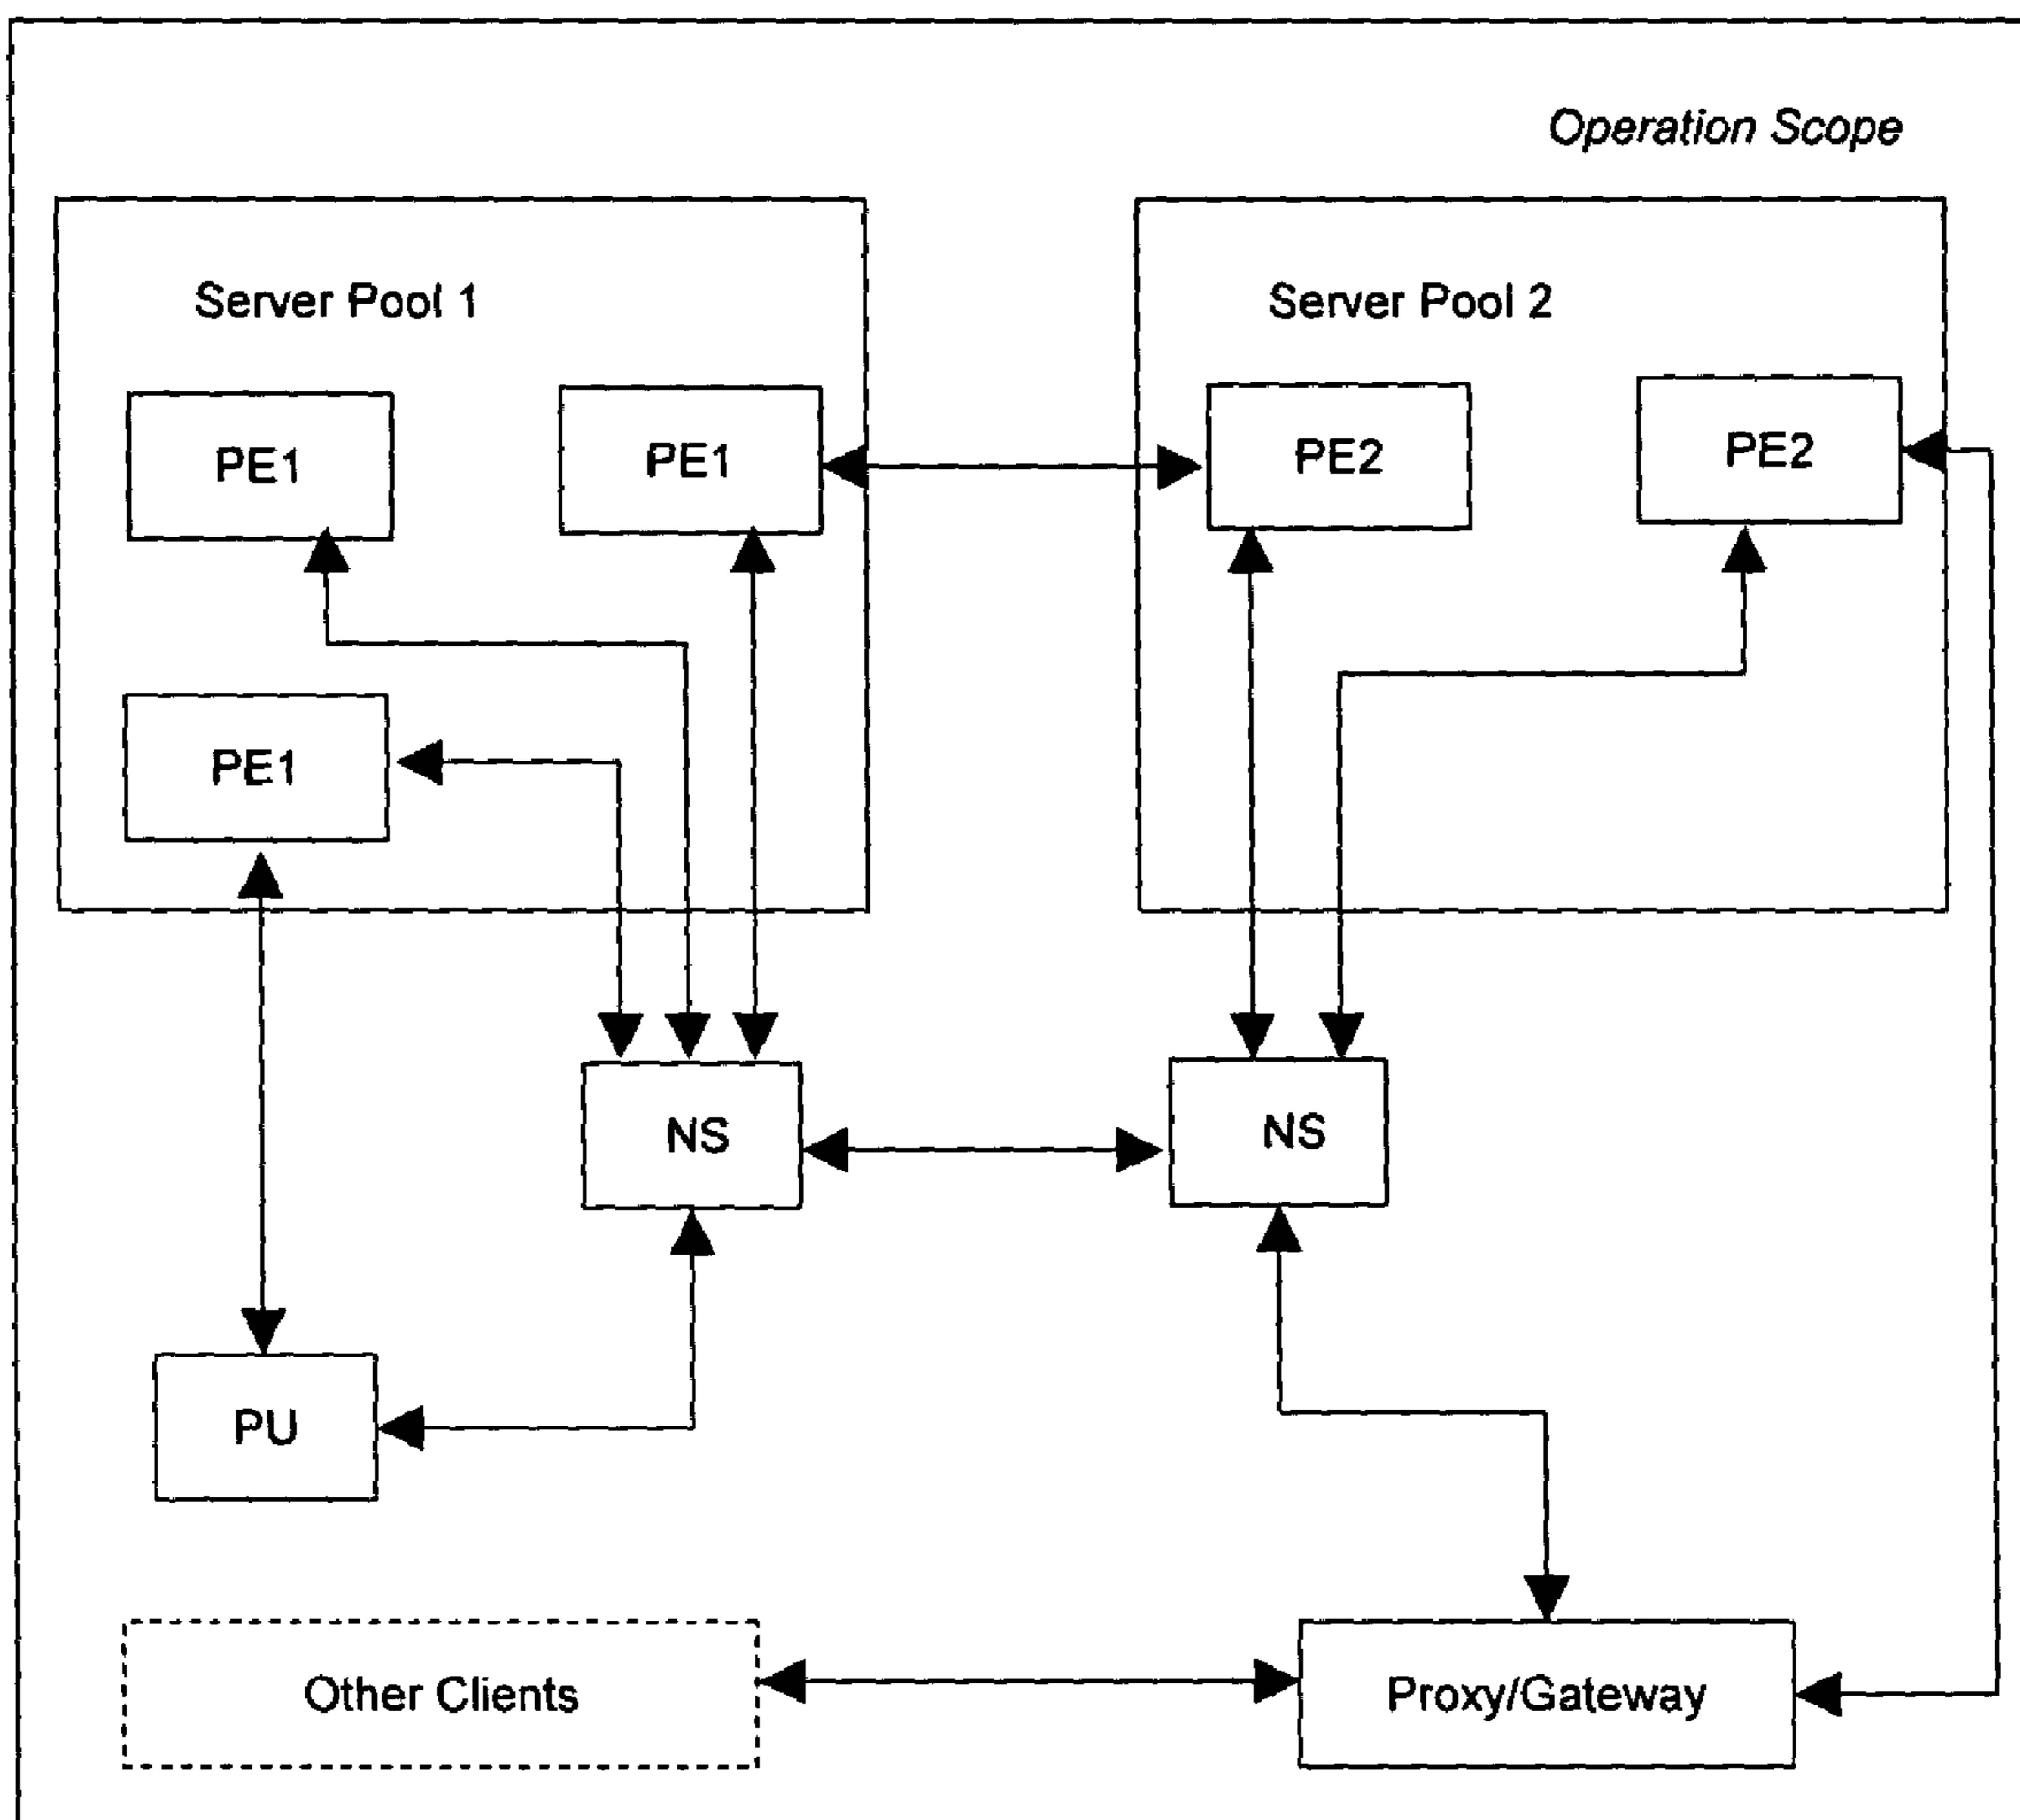 Operation Scope
Server Pool 1
Server Pool 2
PE1
PE1
PE2
PE2
PE1
NS
NS
PU
Other Clients
Proxy/Gateway